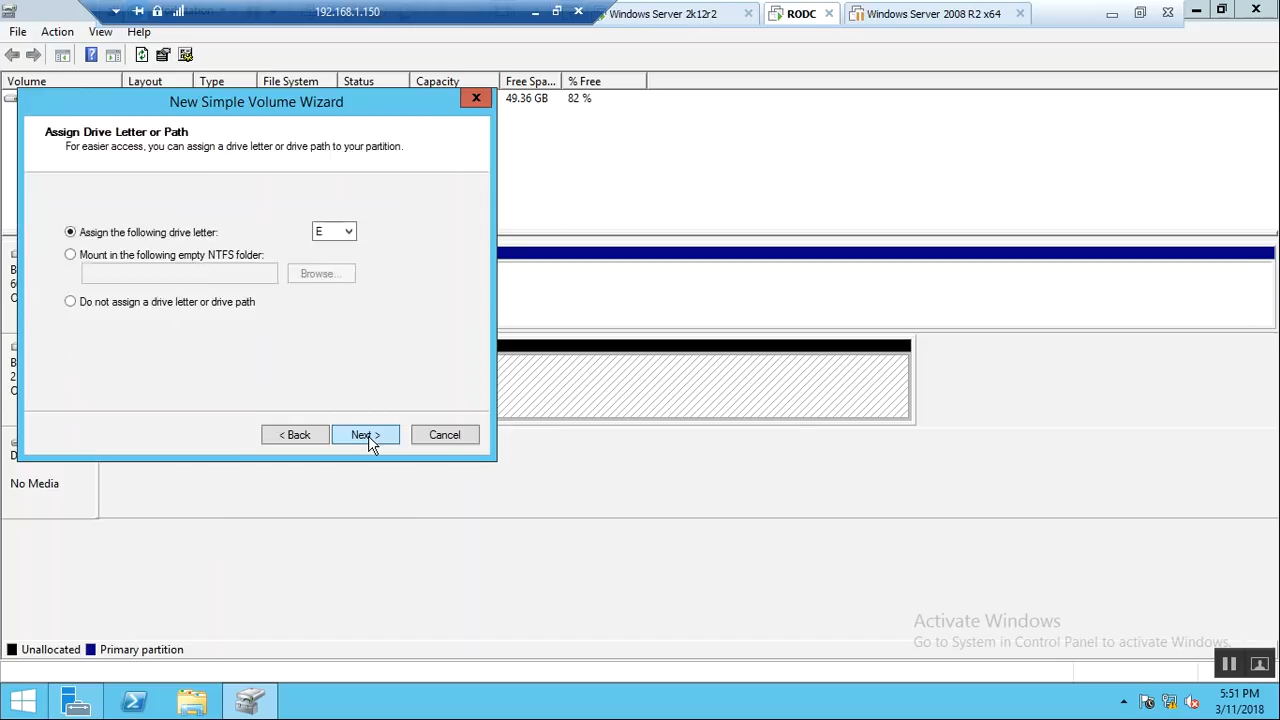 192.168.1.150
Windows Server 2k12r2
RODC
Windows Server 2008 R2 x64
File Action View Help
Volume Layout Type File System Status Capacity Free Spa... % Free
49.36 GB 82 %
New Simple Volume Wizard
Assign Drive Letter or Path
For easier access, you can assign a drive letter or drive path to your partition.
Assign the following drive letter: E
Mount in the following empty NTFS folder:
Browse...
Do not assign a drive letter or drive path
B
6
O
B
2
O
< Back Next > Cancel
D
No Media
Activate Windows
Go to System in Control Panel to activate Windows.
Unallocated Primary partition
5:51 PM
3/11/2018